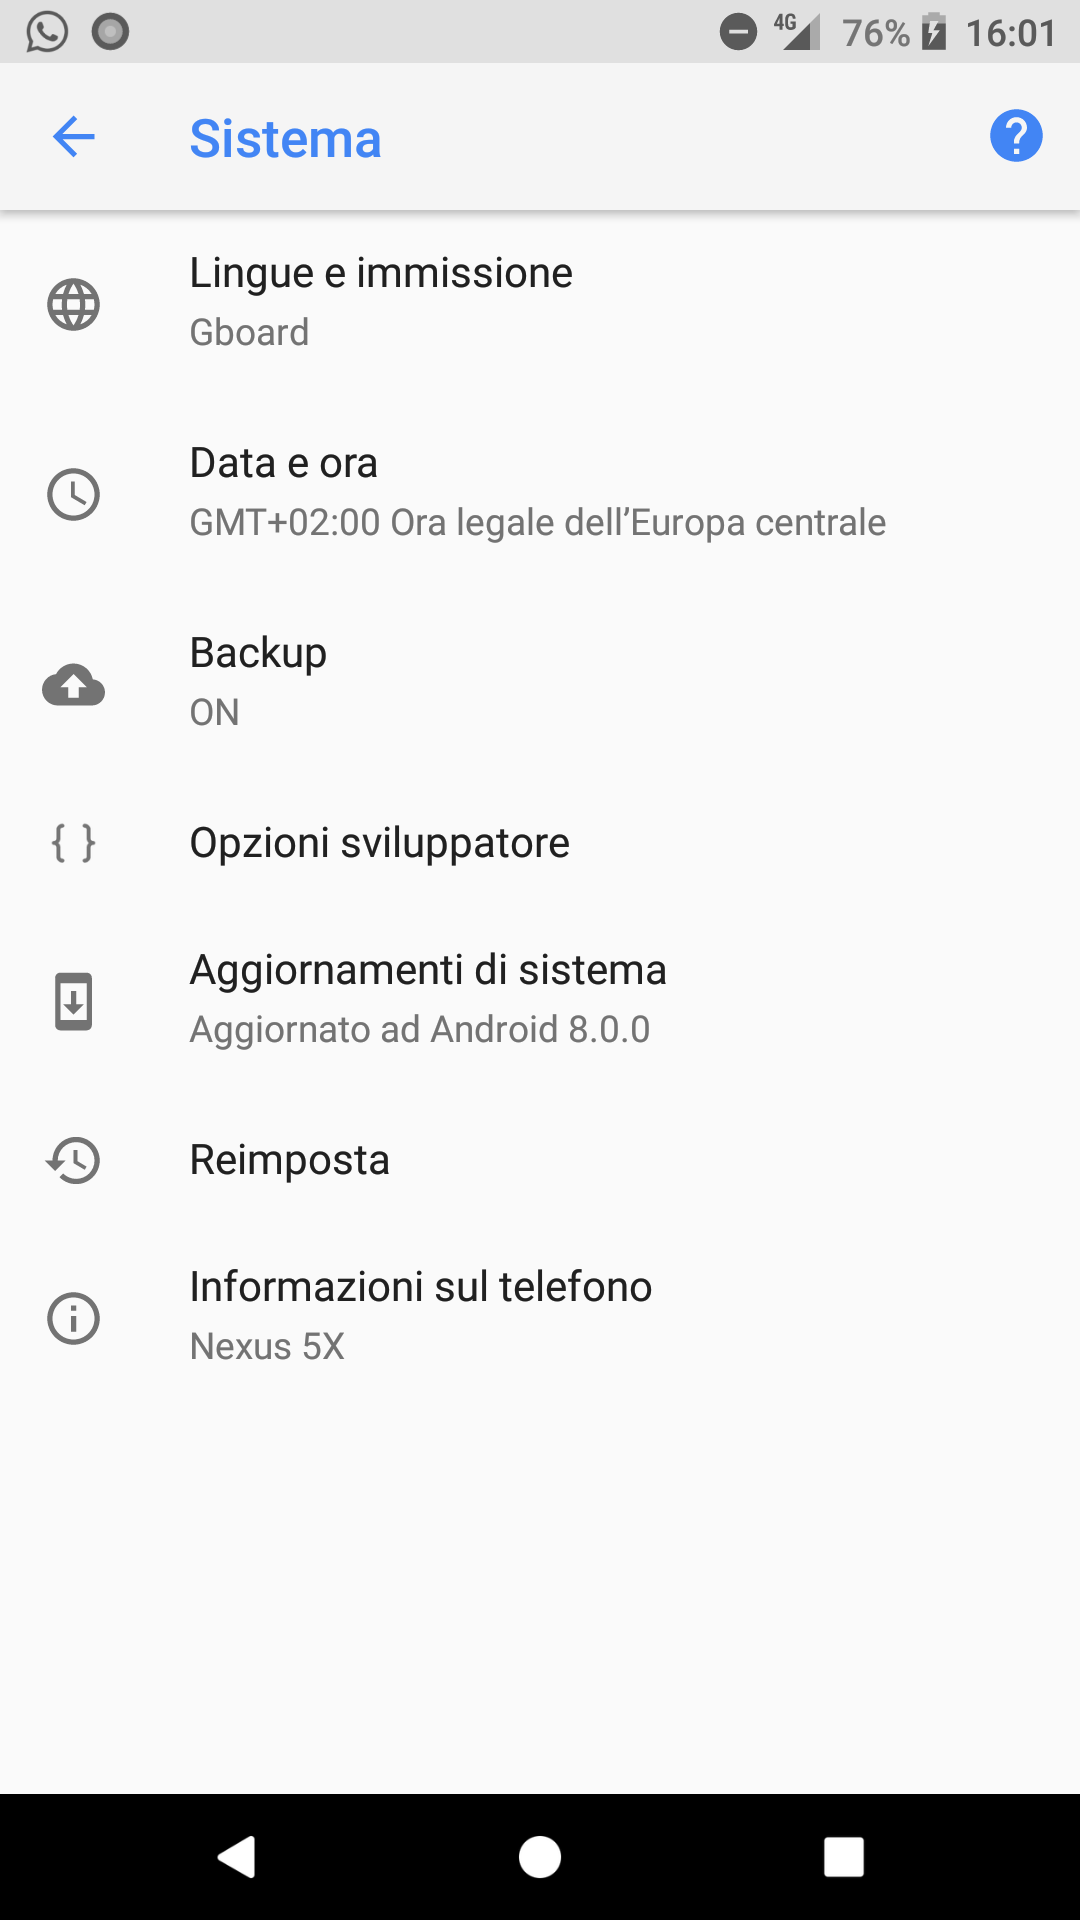 4G 76% 16:01
Sistema
Lingue e immissione
Gboard
Data e ora
GMT+02:00 Ora legale dell’Europa centrale
Backup
ON
{ } Opzioni sviluppatore
Aggiornamenti di sistema
Aggiornato ad Android 8.0.0
Reimposta
Informazioni sul telefono
Nexus 5X